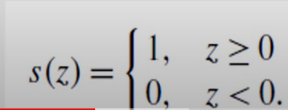 s(z) = { 1, z ≥ 0
0, z < 0.